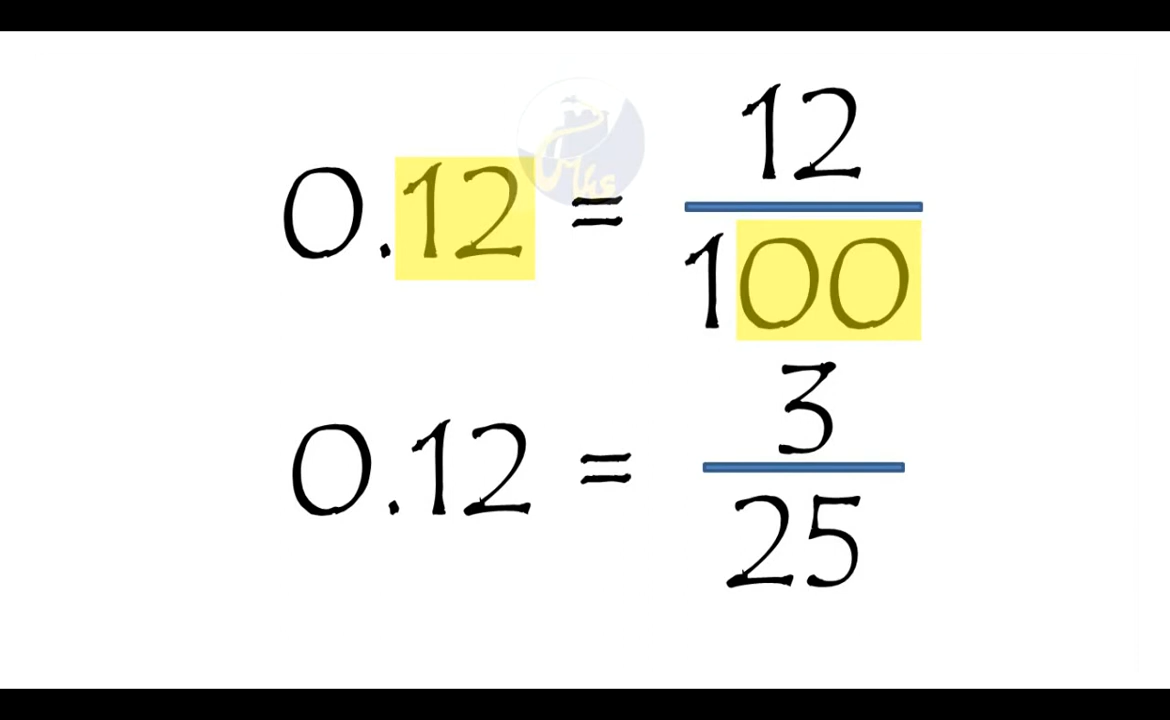 0.12 = 12/100
0.12 = 3/25